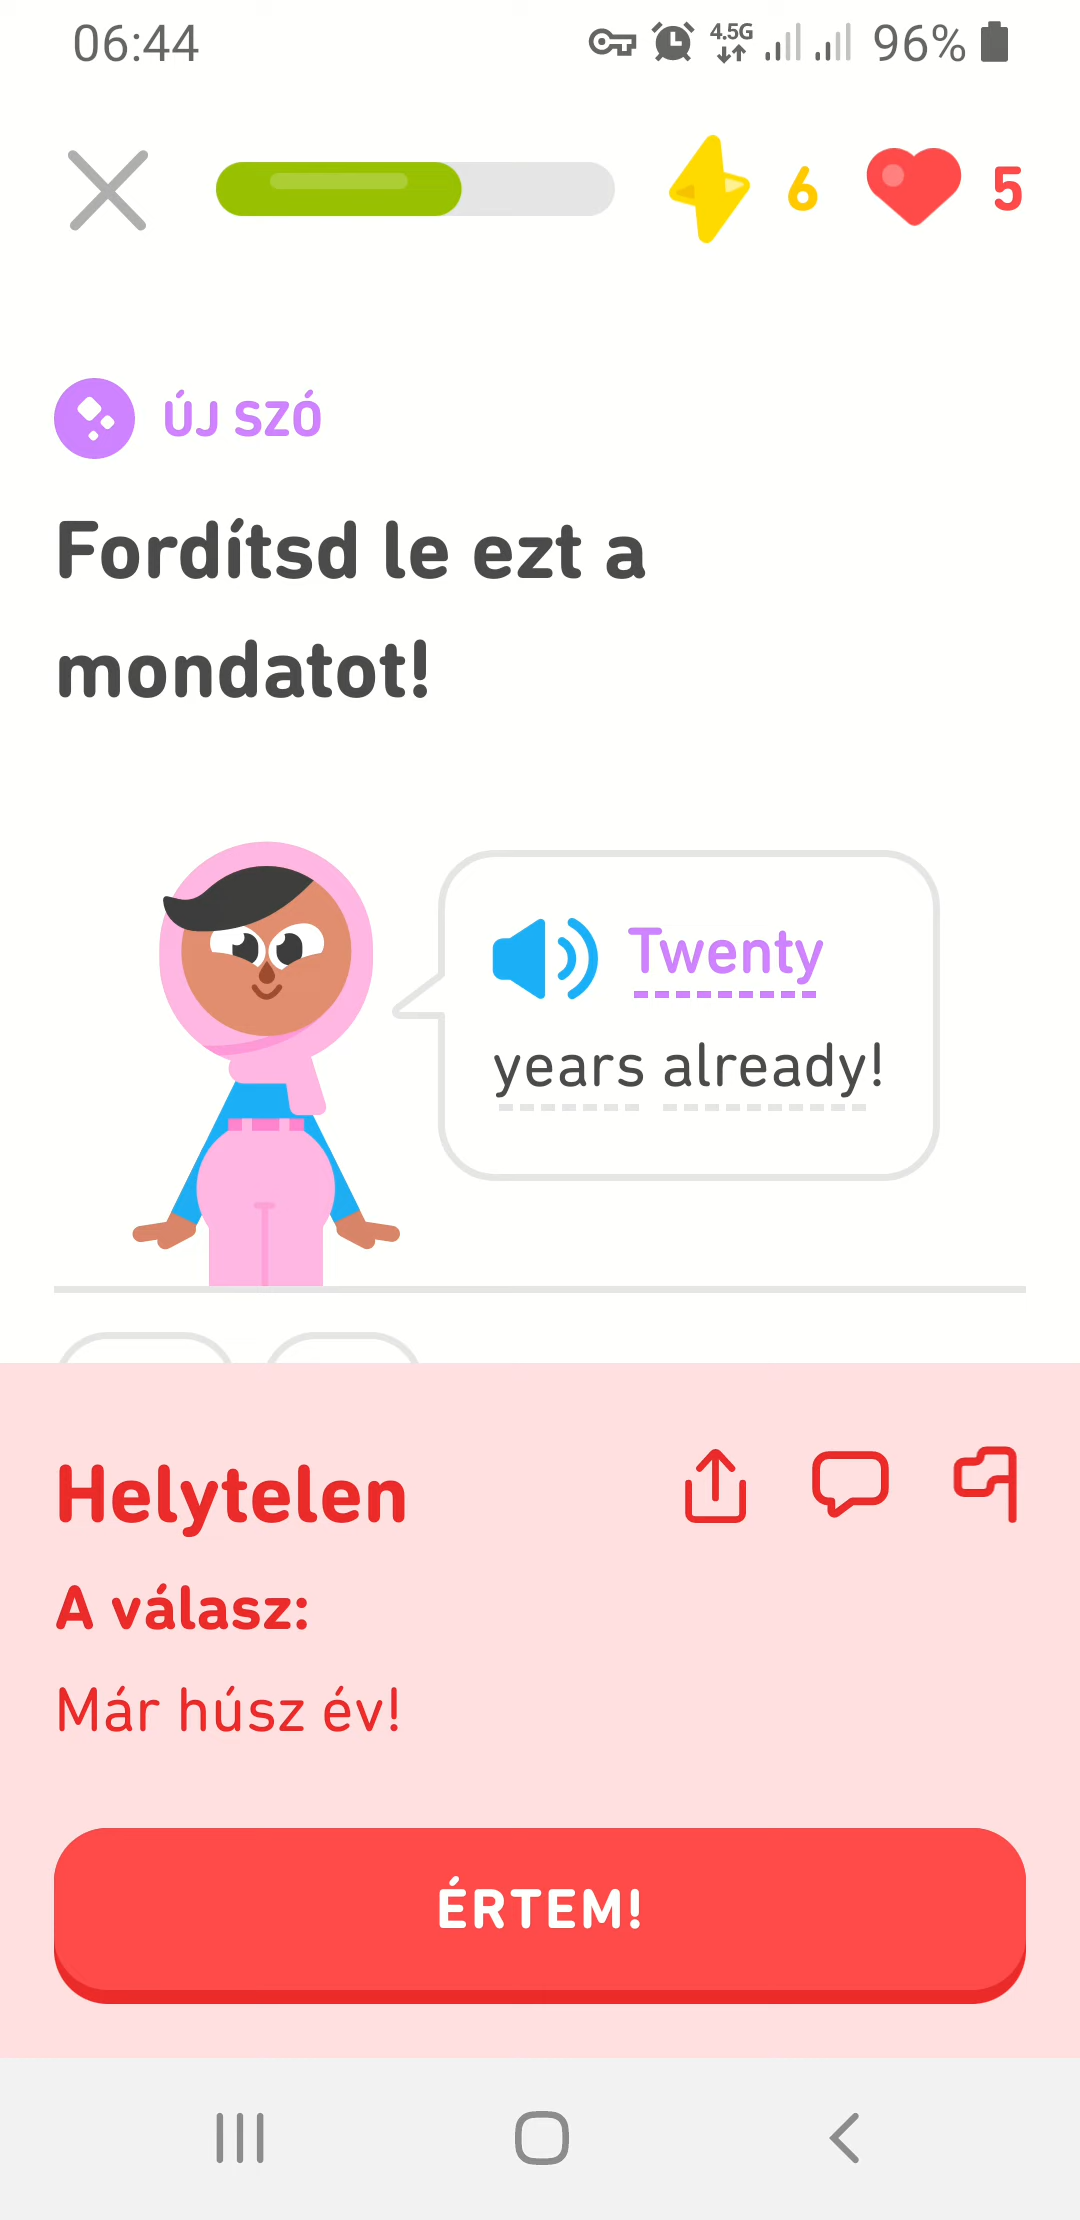 06:44 4.5G 96%
6 5
ÚJ SZÓ
Fordítsd le ezt a
mondatot!
Twenty
years already!
Helytelen
A válasz:
Már húsz év!
ÉRTEM!